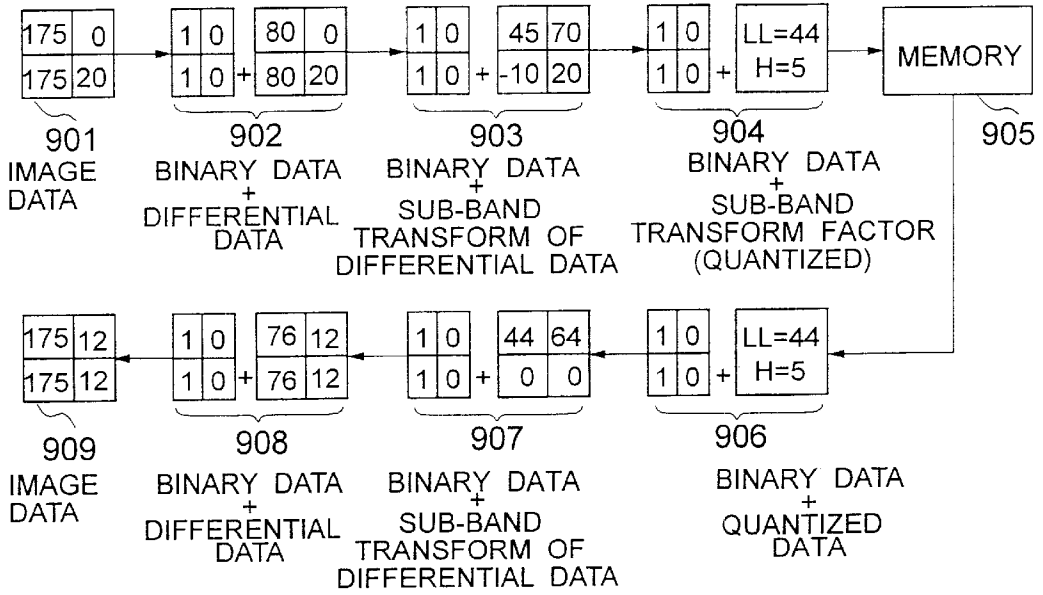 175 0 1 0 80 0 1 0 45 70 1 0 LL=44 MEMORY
175 20 1 0 + 80 20 1 0 + -10 20 1 0 + H=5
901 902 903 904 905
IMAGE DATA
BINARY DATA
+
DIFFERENTIAL
DATA
BINARY DATA
+
SUB-BAND
TRANSFORM OF
DIFFERENTIAL DATA
BINARY DATA
+
SUB-BAND
TRANSFORM FACTOR
(QUANTIZED)
175 12 1 0 76 12 1 0 44 64 1 0 LL=44
175 12 1 0 + 76 12 1 0 + 0 0 1 0 + H=5
909 908 907 906
IMAGE
DATA
BINARY DATA
+
DIFFERENTIAL
DATA
BINARY DATA
+
SUB-BAND
TRANSFORM OF
DIFFERENTIAL DATA
BINARY DATA
+
QUANTIZED
DATA